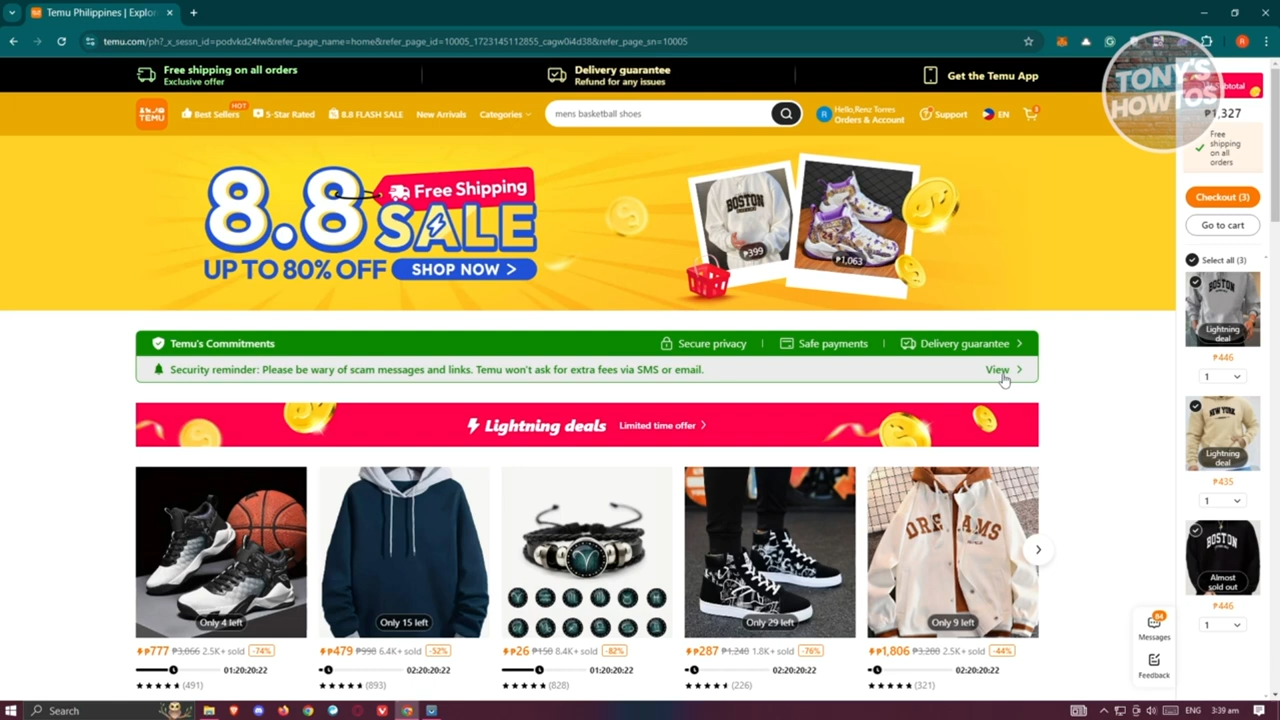 Temu Philippines | Explor
temu.com/ph?_x_sessn_id=podvkd24fw&refer_page_name=home&refer_page_id=10005_1723145112855_cagw0i4d38&refer_page_sn=10005
Free shipping on all orders
Exclusive offer
Delivery guarantee
Refund for any issues
Get the Temu App
TONY'S
HOWTOS
TEMU
Best Sellers
HOT
5-Star Rated
8.8 FLASH SALE
New Arrivals
Categories
mens basketball shoes
R
Hello, Renz Torres
Orders & Account
Support
EN
3
8.8
Free Shipping
SALE
UP TO 80% OFF
SHOP NOW >
BOSTON
₱399
₱1,063
Subtotal
₱1,327
Free
shipping
on all
orders
Checkout (3)
Go to cart
Select all (3)
BOSTON
Lightning
deal
₱446
1
NEW YORK
Lightning
deal
₱435
1
BOSTON
Almost
sold out
₱446
1
Temu's Commitments
Secure privacy
Safe payments
Delivery guarantee
Security reminder: Please be wary of scam messages and links. Temu won't ask for extra fees via SMS or email.
View
Lightning deals
Limited time offer
DREAMS
Only 4 left
Only 15 left
Only 29 left
Only 9 left
₱777 ₱3,066 2.5K+ sold -74%
₱479 ₱998 6.4K+ sold -52%
₱26 ₱150 8.4K+ sold -82%
₱287 ₱1,248 1.8K+ sold -76%
₱1,806 ₱3,288 2.5K+ sold -44%
01:20:20:22
02:20:20:22
01:20:20:22
02:20:20:22
02:20:20:22
(491)
(893)
(828)
(226)
(321)
84
Messages
Feedback
Search
ENG
3:39 am